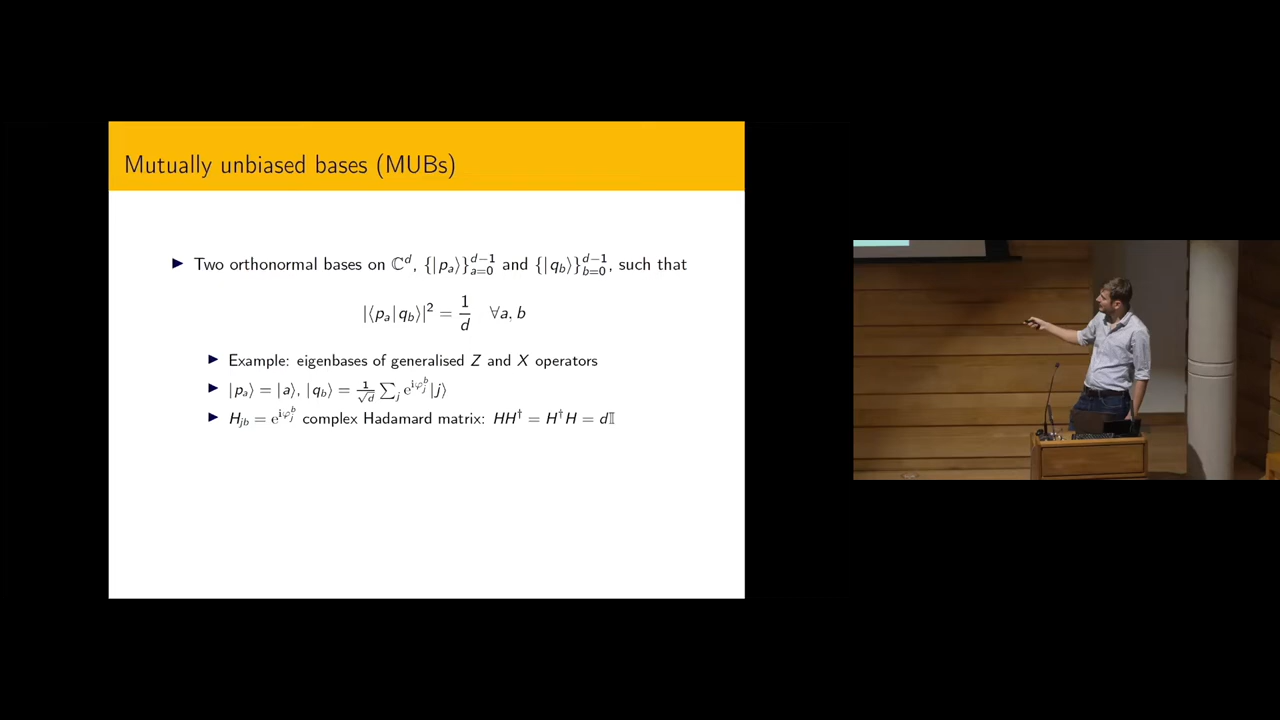 Mutually unbiased bases (MUBs)
▶ Two orthonormal bases on ℂ^d, {|p_a⟩}_{a=0}^{d−1} and {|q_b⟩}_{b=0}^{d−1}, such that
|⟨p_a|q_b⟩|^2 = 1/d ∀a, b
▶ Example: eigenbases of generalised Z and X operators
▶ |p_a⟩ = |a⟩, |q_b⟩ = 1/√d ∑_j e^{iφ_j^b}|j⟩
▶ H_{jb} = e^{iφ_j^b} complex Hadamard matrix: HH^† = H^†H = d𝕀